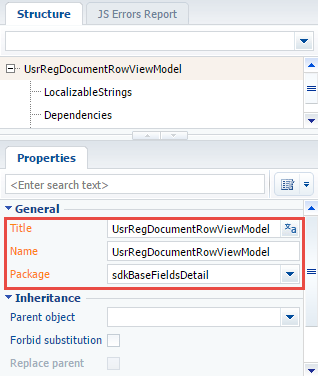 Structure
JS Errors Report
UsrRegDocumentRowViewModel
LocalizableStrings
Dependencies
Properties
<Enter search text>
General
Title UsrRegDocumentRowViewModel
Name UsrRegDocumentRowViewModel
Package sdkBaseFieldsDetail
Inheritance
Parent object
Forbid substitution
Replace parent